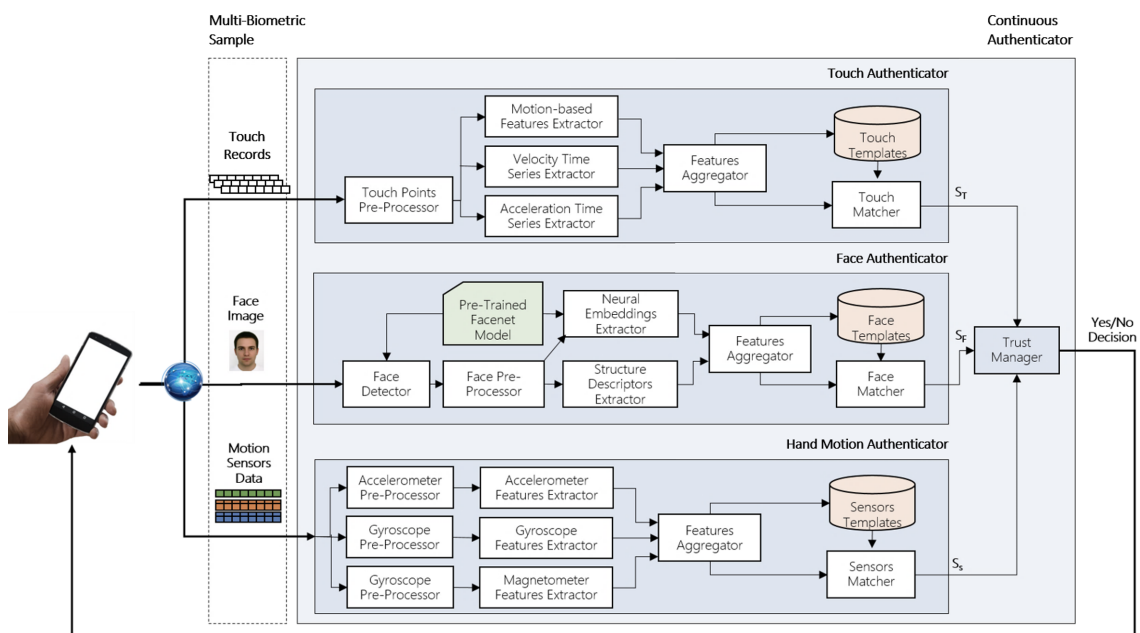 Multi-Biometric
Sample
Continuous
Authenticator
Touch Authenticator
Touch
Records
Touch Points
Pre-Processor
Motion-based
Features Extractor
Velocity Time
Series Extractor
Acceleration Time
Series Extractor
Features
Aggregator
Touch
Templates
Touch
Matcher
S_T
Face Authenticator
Face
Image
Pre-Trained
Facenet
Model
Face
Detector
Face Pre-
Processor
Neural
Embeddings
Extractor
Structure
Descriptors
Extractor
Features
Aggregator
Face
Templates
Face
Matcher
S_F
Trust
Manager
Yes/No
Decision
Hand Motion Authenticator
Motion
Sensors
Data
Accelerometer
Pre-Processor
Gyroscope
Pre-Processor
Gyroscope
Pre-Processor
Accelerometer
Features Extractor
Gyroscope
Features Extractor
Magnetometer
Features Extractor
Features
Aggregator
Sensors
Templates
Sensors
Matcher
S_s